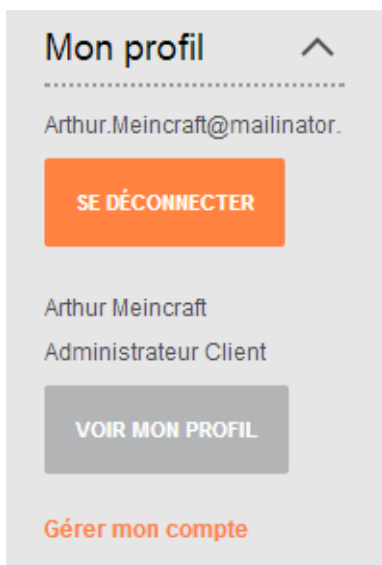 Mon profil
Arthur.Meincraft@mailinator.
SE DÉCONNECTER
Arthur Meincraft
Administrateur Client
VOIR MON PROFIL
Gérer mon compte